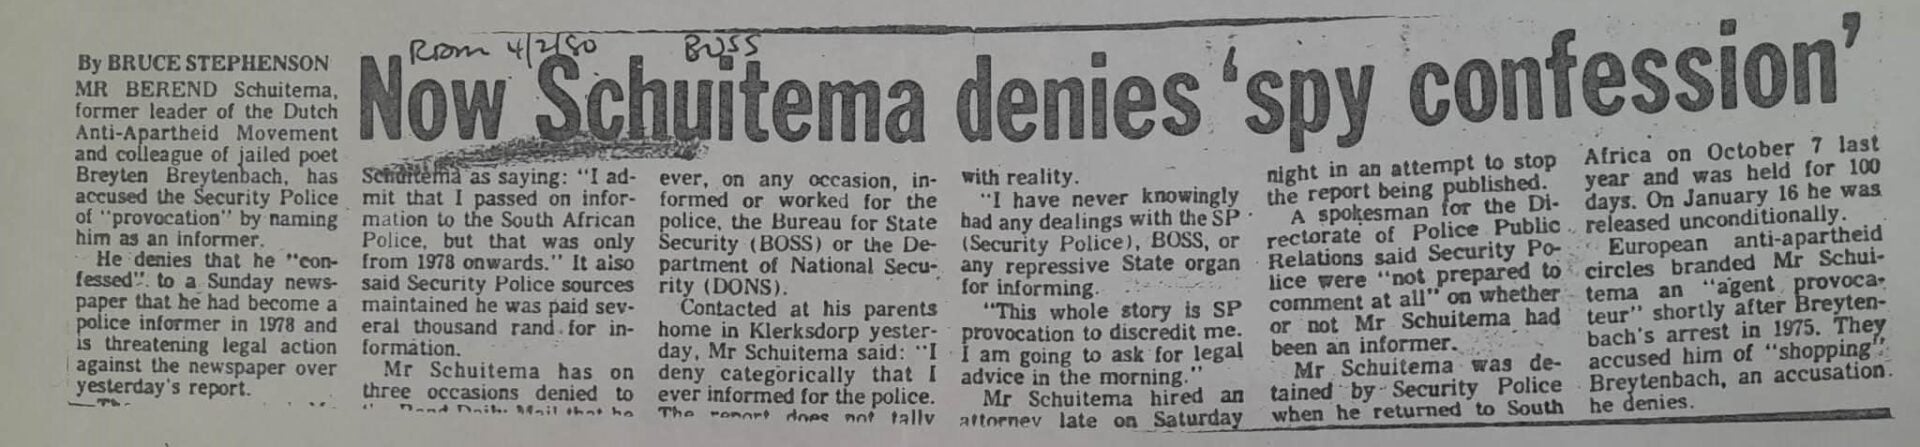 4/2/80 BOSS
Now Schuitema denies 'spy confession'
By BRUCE STEPHENSON
MR BEREND Schuitema,
former leader of the Dutch
Anti-Apartheid Movement
and colleague of jailed poet
Breyten Breytenbach, has
accused the Security Police
of "provocation" by naming
him as an informer.
He denies that he "con-
fessed" to a Sunday news-
paper that he had become a
police informer in 1978 and
is threatening legal action
against the newspaper over
yesterday's report.
Schuitema as saying: "I ad-
mit that I passed on infor-
mation to the South African
Police, but that was only
from 1978 onwards." It also
said Security Police sources
maintained he was paid sev-
eral thousand rand for in-
formation.
Mr Schuitema has on
three occasions denied to
Rand Daily Mail that he
ever, on any occasion, in-
formed or worked for the
police, the Bureau for State
Security (BOSS) or the De-
partment of National Secu-
rity (DONS).
Contacted at his parents
home in Klerksdorp yester-
day, Mr Schuitema said: "I
deny categorically that I
ever informed for the police.
The report does not tally
with reality.
"I have never knowingly
had any dealings with the SP
(Security Police), BOSS, or
any repressive State organ
for informing.
"This whole story is SP
provocation to discredit me.
I am going to ask for legal
advice in the morning."
Mr Schuitema hired an
attorney late on Saturday
night in an attempt to stop
the report being published.
A spokesman for the Di-
rectorate of Police Public
Relations said Security Po-
lice were "not prepared to
comment at all" on whether
or not Mr Schuitema had
been an informer.
Mr Schuitema was de-
tained by Security Police
when he returned to South
Africa on October 7 last
year and was held for 100
days. On January 16 he was
released unconditionally.
European anti-apartheid
circles branded Mr Schui-
tema an "agent provoca-
teur" shortly after Breyten-
bach's arrest in 1975. They
accused him of "shopping"
Breytenbach, an accusation
he denies.